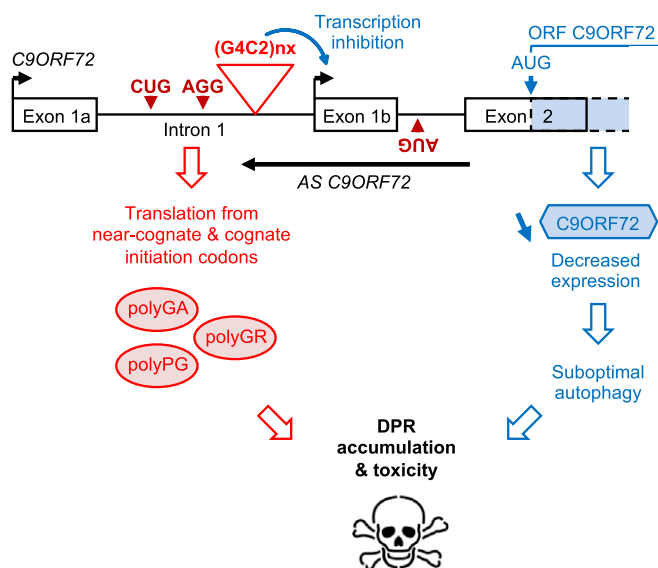 Transcription
inhibition
ORF C9ORF72
(G4C2)nx
C9ORF72
AUG
CUG
AGG
Exon 1a
Intron 1
Exon 1b
AUG
Exon 2
AS C9ORF72
Translation from
near-cognate & cognate
initiation codons
C9ORF72
Decreased
expression
polyGA
polyGR
polyPG
Suboptimal
autophagy
DPR
accumulation
& toxicity